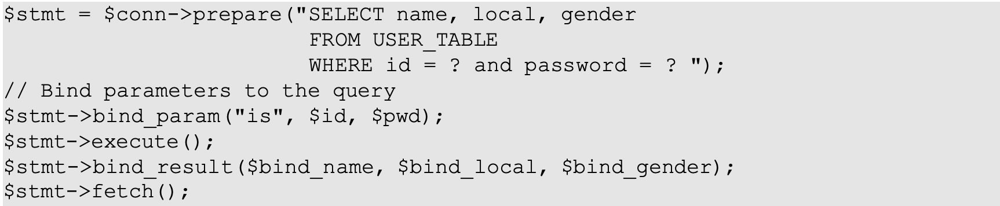 $stmt = $conn->prepare("SELECT name, local, gender
                         FROM USER_TABLE
                         WHERE id = ? and password = ? ");
// Bind parameters to the query
$stmt->bind_param("is", $id, $pwd);
$stmt->execute();
$stmt->bind_result($bind_name, $bind_local, $bind_gender);
$stmt->fetch();